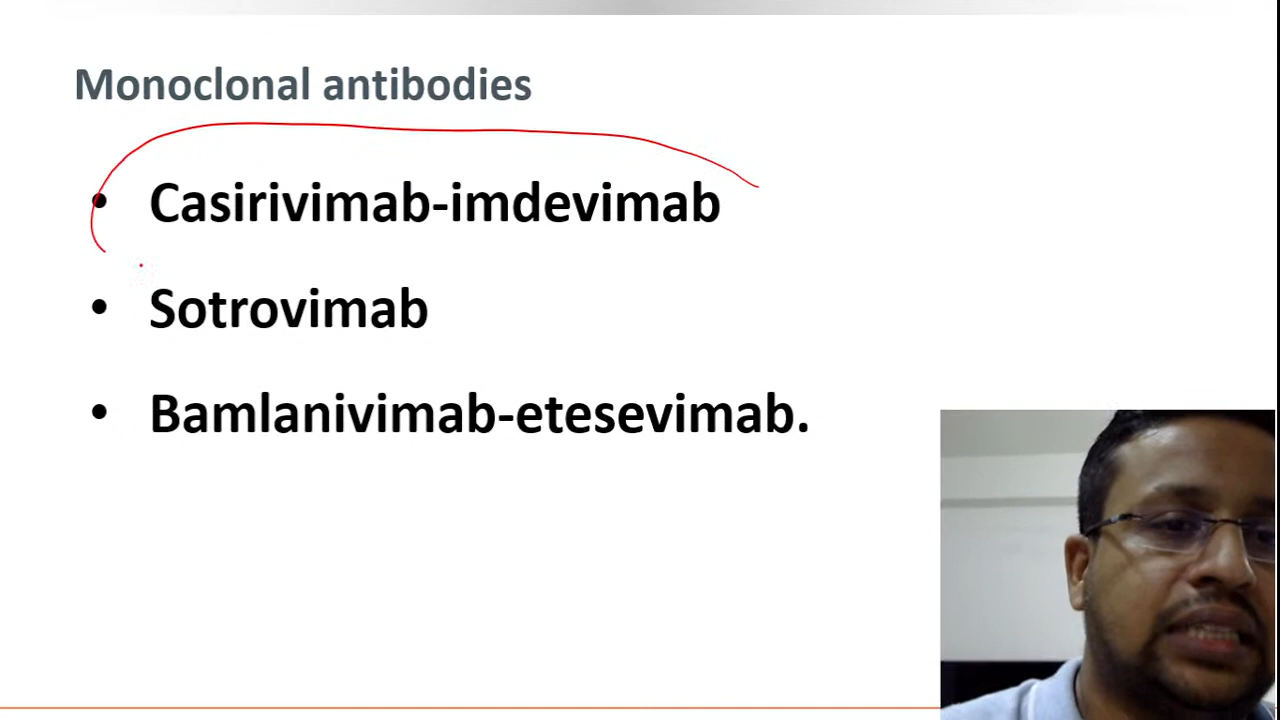 Monoclonal antibodies
• Casirivimab-imdevimab
• Sotrovimab
• Bamlanivimab-etesevimab.